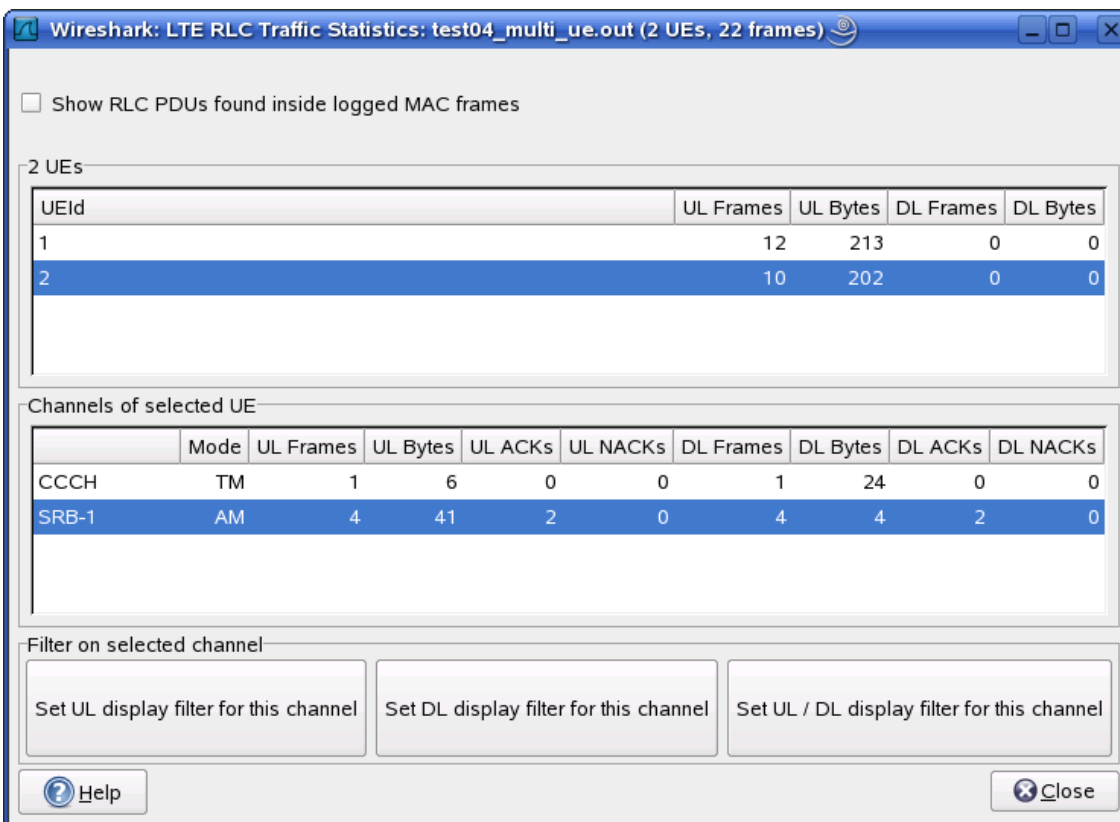 Wireshark: LTE RLC Traffic Statistics: test04_multi_ue.out (2 UEs, 22 frames)
Show RLC PDUs found inside logged MAC frames
2 UEs
UEId UL Frames UL Bytes DL Frames DL Bytes
1 12 213 0 0
2 10 202 0 0
Channels of selected UE
Mode UL Frames UL Bytes UL ACKs UL NACKs DL Frames DL Bytes DL ACKs DL NACKs
CCCH TM 1 6 0 0 1 24 0 0
SRB-1 AM 4 41 2 0 4 4 2 0
Filter on selected channel
Set UL display filter for this channel Set DL display filter for this channel Set UL / DL display filter for this channel
Help Close